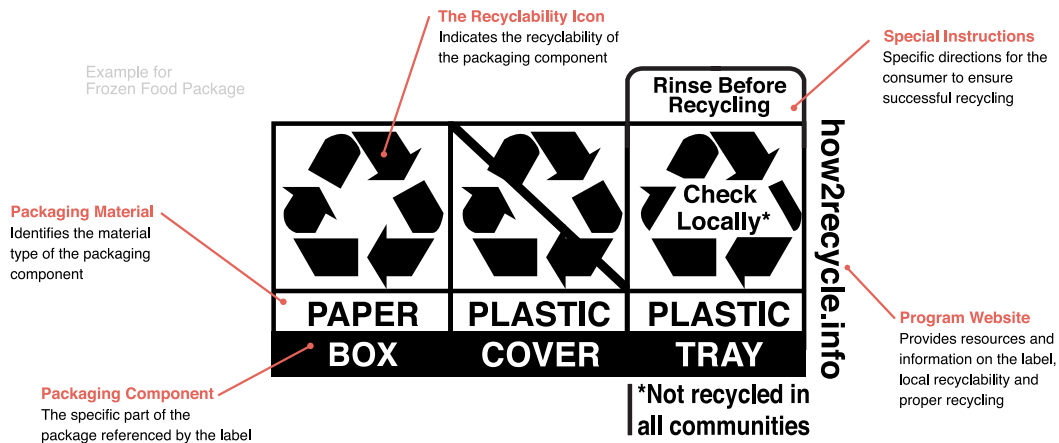 The Recyclability Icon
Indicates the recyclability of
the packaging component
Special Instructions
Specific directions for the
consumer to ensure
successful recycling
Example for
Frozen Food Package
Rinse Before
Recycling
how2recycle.info
Check
Locally*
Packaging Material
Identifies the material
type of the packaging
component
PAPER
PLASTIC
PLASTIC
BOX
COVER
TRAY
Program Website
Provides resources and
information on the label,
local recyclability and
proper recycling
Packaging Component
The specific part of the
package referenced by the label
*Not recycled in
all communities